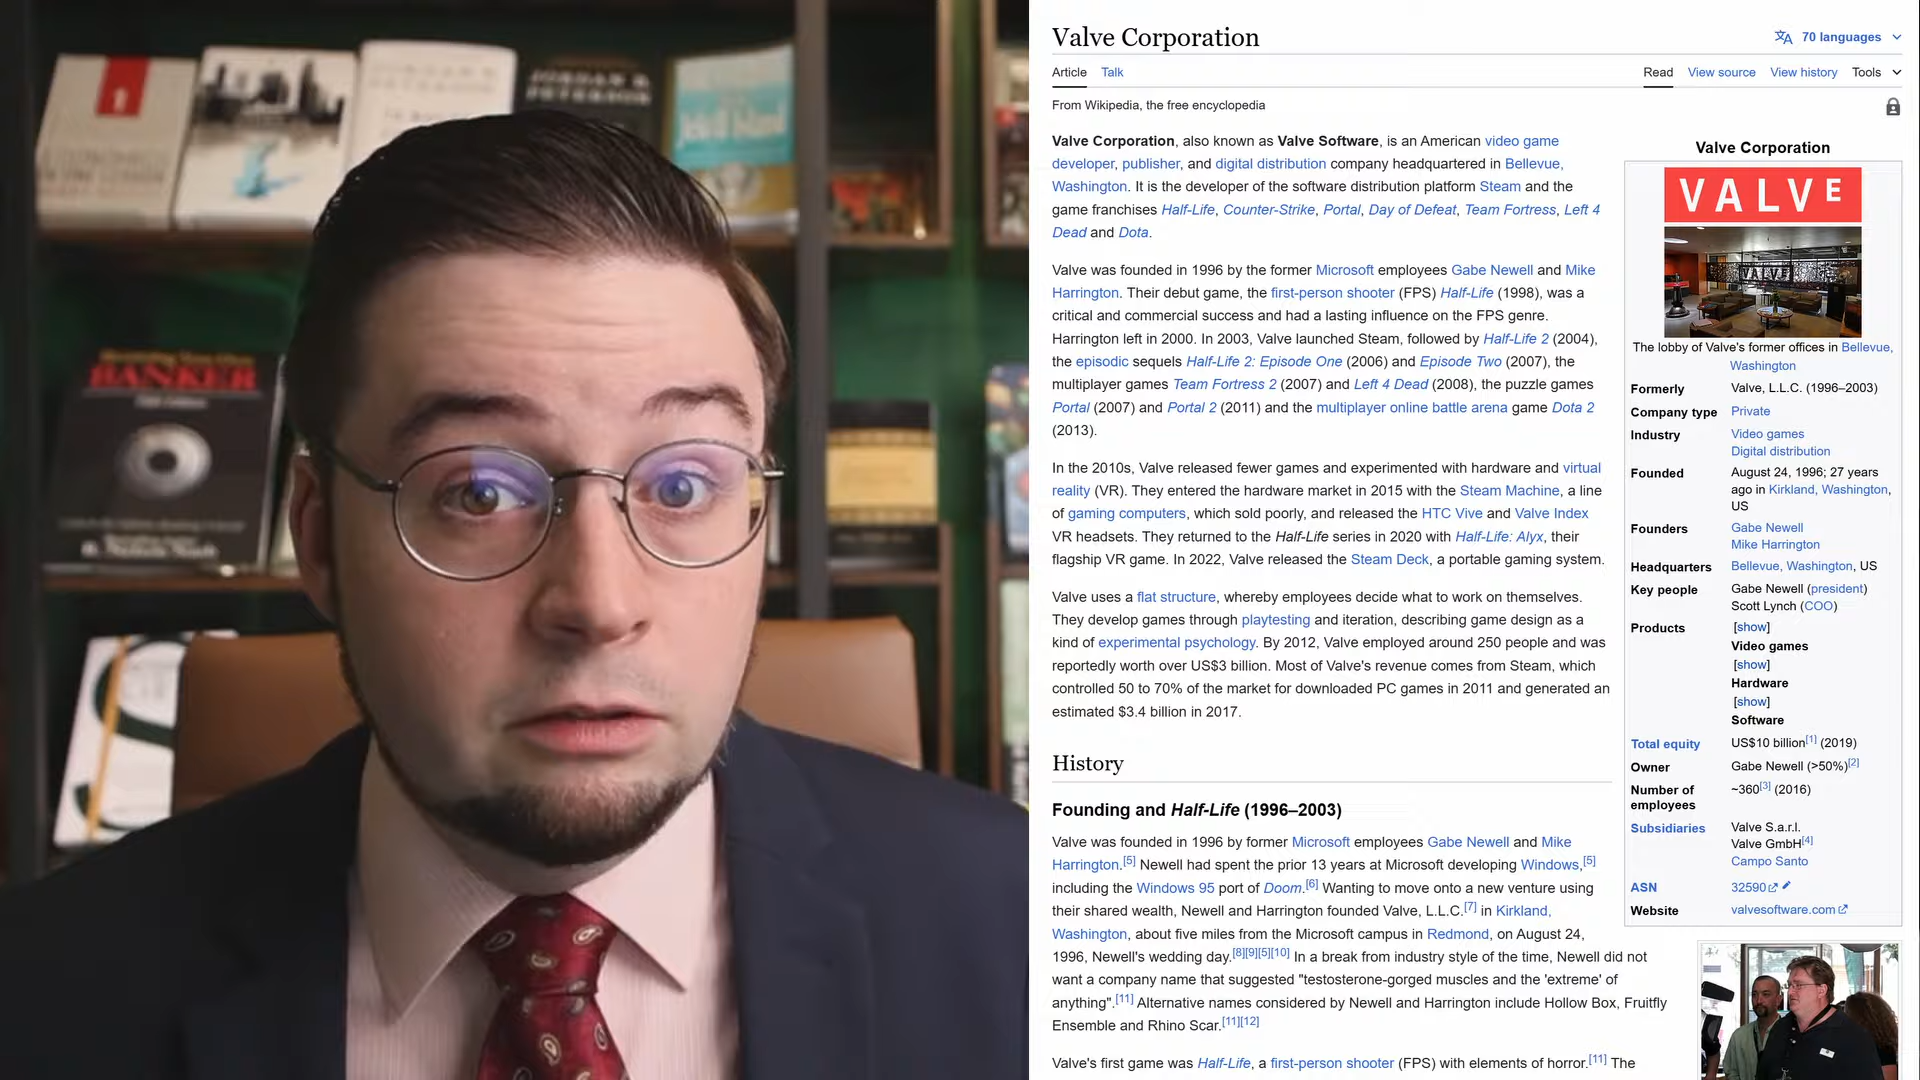 JORDAN B
PETERSON
Jekyll Island
BANKER
Valve Corporation
70 languages
Article Talk
Read View source View history Tools
From Wikipedia, the free encyclopedia
Valve Corporation, also known as Valve Software, is an American video game
developer, publisher, and digital distribution company headquartered in Bellevue,
Washington. It is the developer of the software distribution platform Steam and the
game franchises Half-Life, Counter-Strike, Portal, Day of Defeat, Team Fortress, Left 4
Dead and Dota.
Valve was founded in 1996 by the former Microsoft employees Gabe Newell and Mike
Harrington. Their debut game, the first-person shooter (FPS) Half-Life (1998), was a
critical and commercial success and had a lasting influence on the FPS genre.
Harrington left in 2000. In 2003, Valve launched Steam, followed by Half-Life 2 (2004),
the episodic sequels Half-Life 2: Episode One (2006) and Episode Two (2007), the
multiplayer games Team Fortress 2 (2007) and Left 4 Dead (2008), the puzzle games
Portal (2007) and Portal 2 (2011) and the multiplayer online battle arena game Dota 2
(2013).
In the 2010s, Valve released fewer games and experimented with hardware and virtual
reality (VR). They entered the hardware market in 2015 with the Steam Machine, a line
of gaming computers, which sold poorly, and released the HTC Vive and Valve Index
VR headsets. They returned to the Half-Life series in 2020 with Half-Life: Alyx, their
flagship VR game. In 2022, Valve released the Steam Deck, a portable gaming system.
Valve uses a flat structure, whereby employees decide what to work on themselves.
They develop games through playtesting and iteration, describing game design as a
kind of experimental psychology. By 2012, Valve employed around 250 people and was
reportedly worth over US$3 billion. Most of Valve's revenue comes from Steam, which
controlled 50 to 70% of the market for downloaded PC games in 2011 and generated an
estimated $3.4 billion in 2017.
History
Founding and Half-Life (1996–2003)
Valve was founded in 1996 by former Microsoft employees Gabe Newell and Mike
Harrington.[5] Newell had spent the prior 13 years at Microsoft developing Windows,[5]
including the Windows 95 port of Doom.[6] Wanting to move onto a new venture using
their shared wealth, Newell and Harrington founded Valve, L.L.C.[7] in Kirkland,
Washington, about five miles from the Microsoft campus in Redmond, on August 24,
1996, Newell's wedding day.[8][9][5][10] In a break from industry style of the time, Newell did not
want a company name that suggested "testosterone-gorged muscles and the 'extreme' of
anything".[11] Alternative names considered by Newell and Harrington include Hollow Box, Fruitfly
Ensemble and Rhino Scar.[11][12]
Valve's first game was Half-Life, a first-person shooter (FPS) with elements of horror.[11] The
Valve Corporation
VALVE
VALVE
The lobby of Valve's former offices in Bellevue,
Washington
Formerly Valve, L.L.C. (1996–2003)
Company type Private
Industry Video games
Digital distribution
Founded August 24, 1996; 27 years
ago in Kirkland, Washington,
US
Founders Gabe Newell
Mike Harrington
Headquarters Bellevue, Washington, US
Key people Gabe Newell (president)
Scott Lynch (COO)
Products [show]
Video games
[show]
Hardware
[show]
Software
Total equity US$10 billion[1] (2019)
Owner Gabe Newell (>50%)[2]
Number of ~360[3] (2016)
employees
Subsidiaries Valve S.a.r.l.
Valve GmbH[4]
Campo Santo
ASN 32590
Website valvesoftware.com